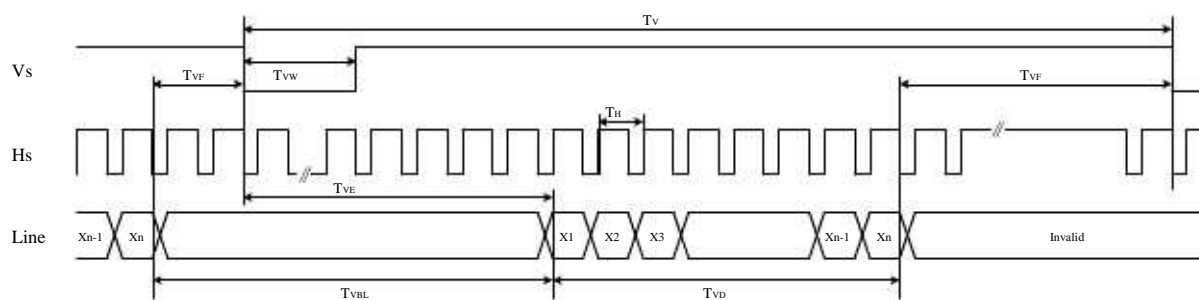 TV
Vs
TVF
TVW
TVF
TH
Hs
TVE
Line
Xn-1
Xn
X1
X2
X3
Xn-1
Xn
Invalid
TVBL
TVD